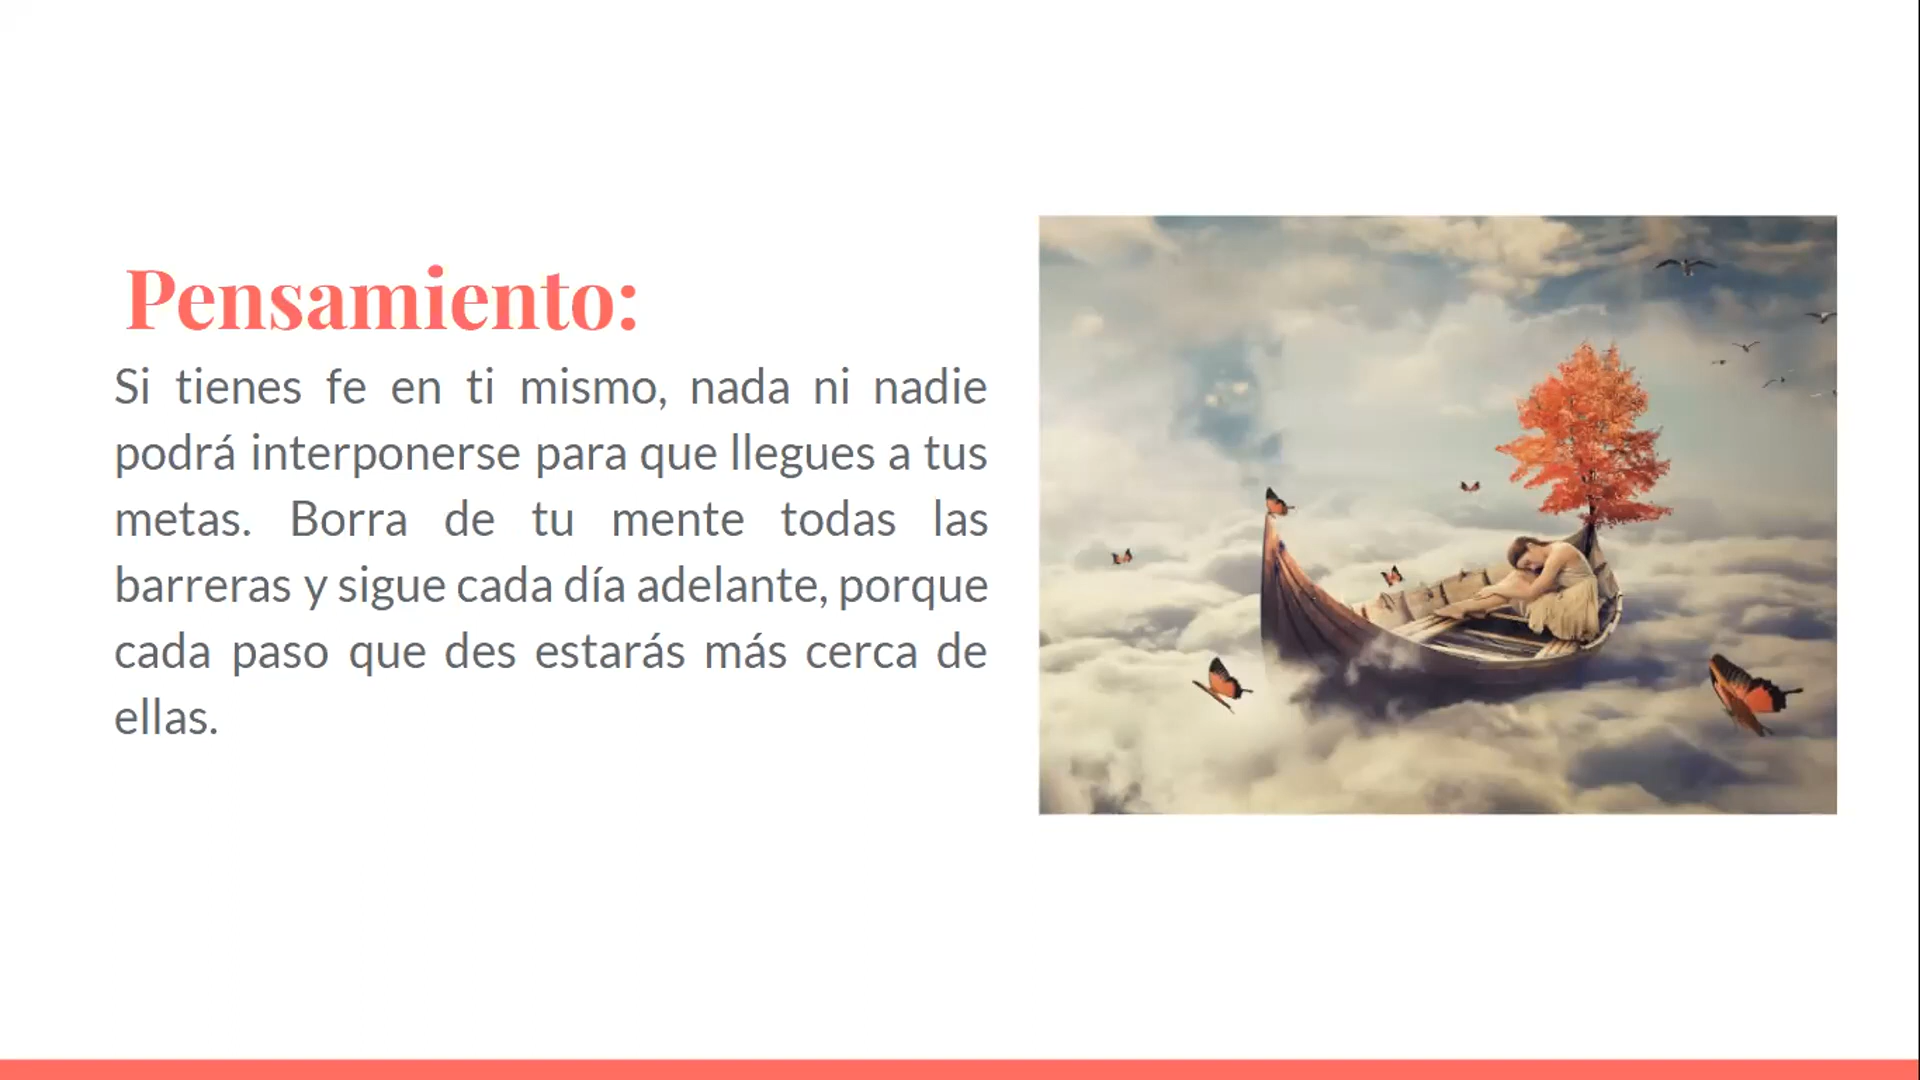 Pensamiento:
Si tienes fe en ti mismo, nada ni nadie
podrá interponerse para que llegues a tus
metas. Borra de tu mente todas las
barreras y sigue cada día adelante, porque
cada paso que des estarás más cerca de
ellas.